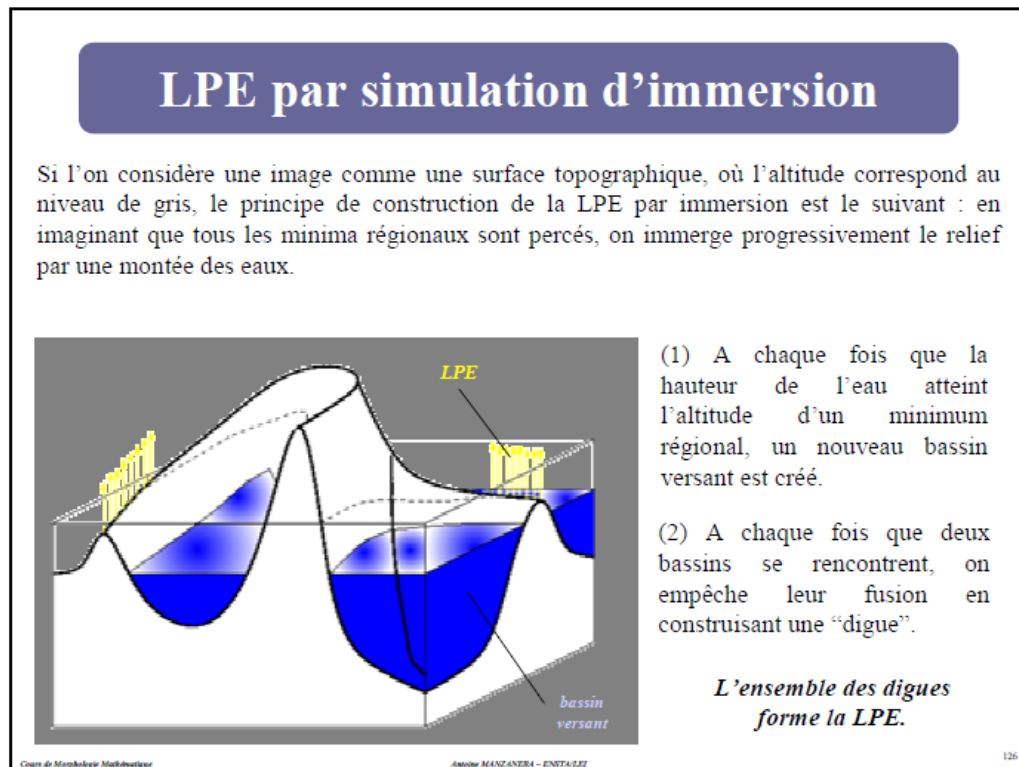 LPE par simulation d’immersion
Si l’on considère une image comme une surface topographique, où l’altitude correspond au
niveau de gris, le principe de construction de la LPE par immersion est le suivant : en
imaginant que tous les minima régionaux sont percés, on immerge progressivement le relief
par une montée des eaux.
LPE
(1) A chaque fois que la
hauteur de l’eau atteint
l’altitude d’un minimum
régional, un nouveau bassin
versant est créé.
(2) A chaque fois que deux
bassins se rencontrent, on
empêche leur fusion en
construisant une “digue”.
bassin
versant
L’ensemble des digues
forme la LPE.
Cours de Morphologie Mathématique
Antoine MANZANERA – ENSTA/LEI
126